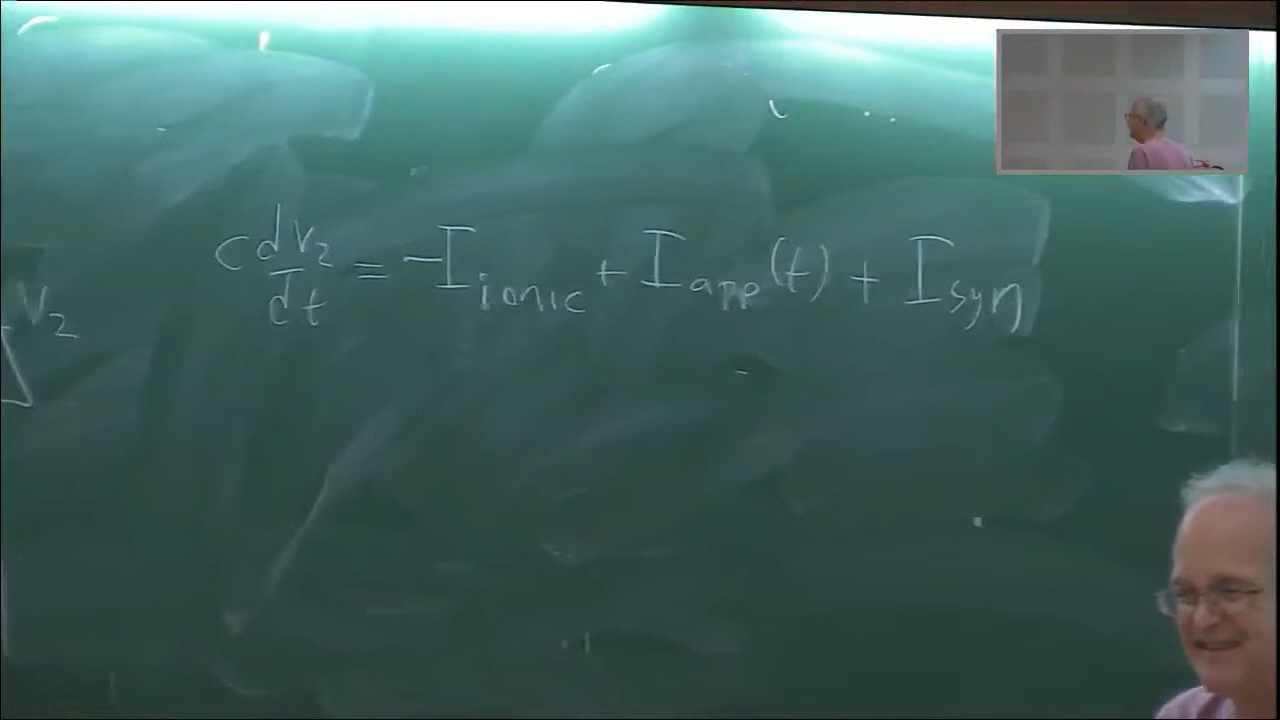 C dV₂/dt = -I_ionic + I_app(t) + I_syn
V₂